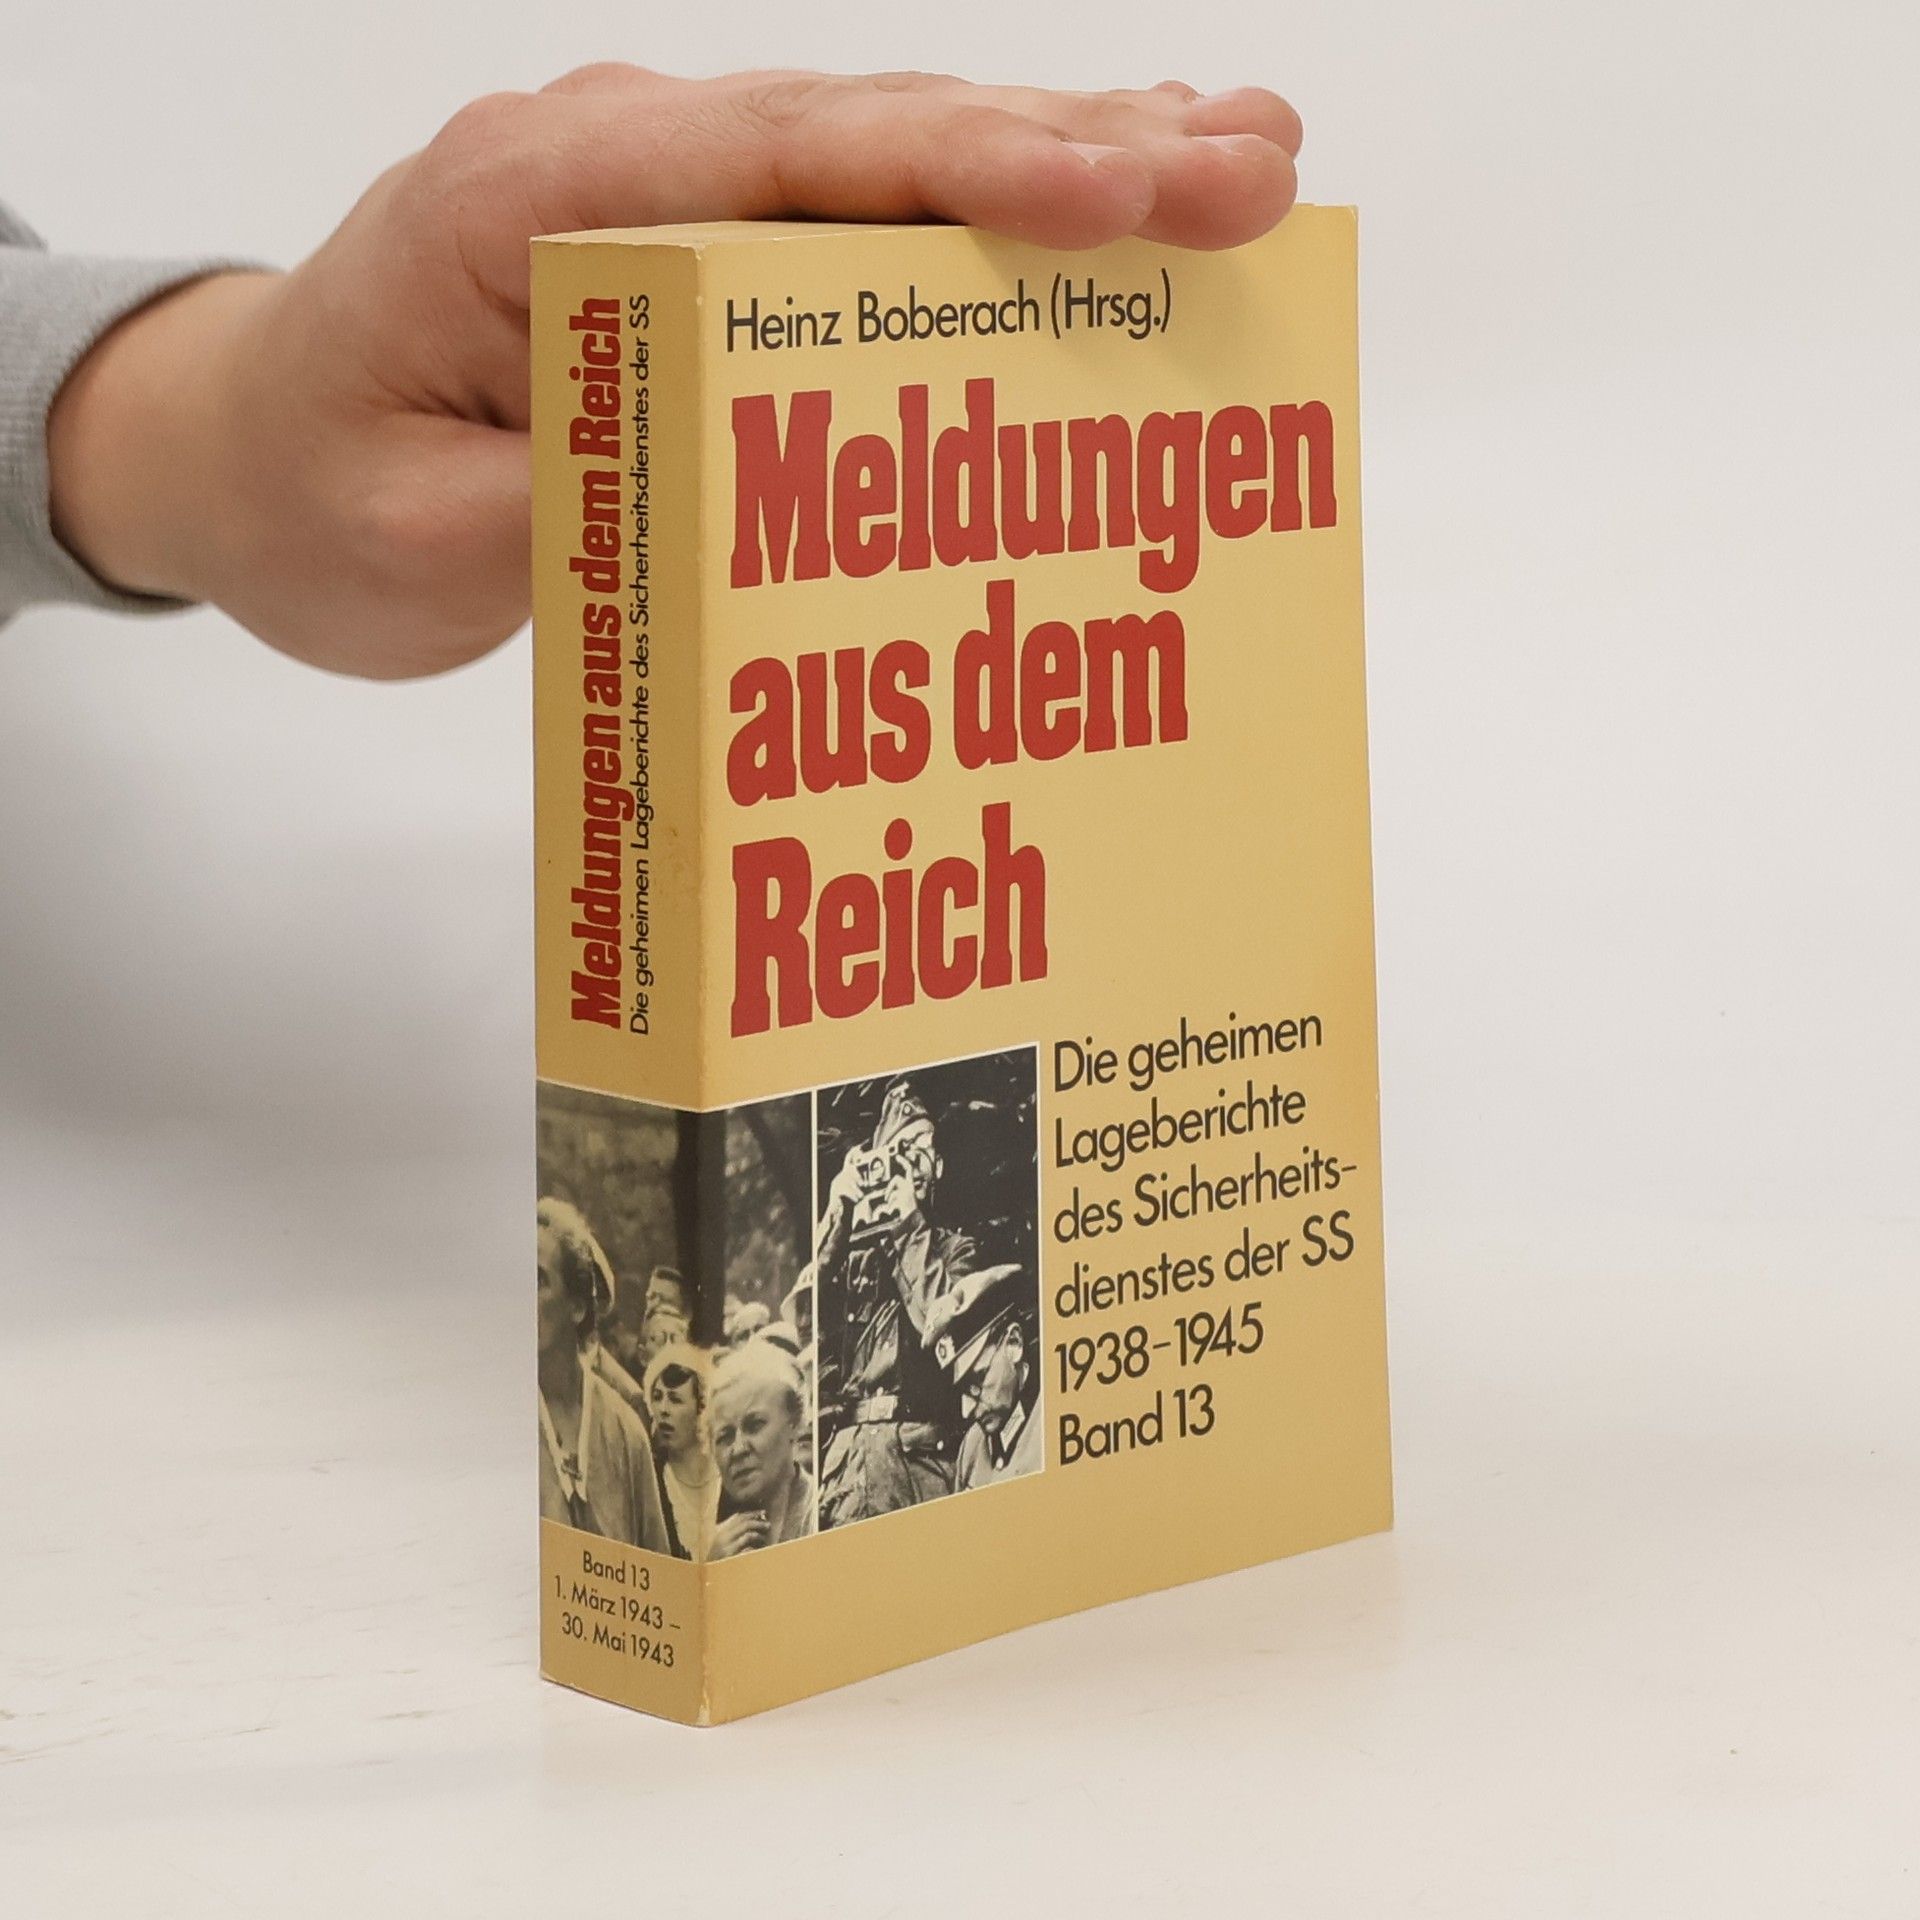 Heinz Boberach (Hrsg.)
Meldungen
aus dem
Reich
Die geheimen
Lageberichte
des Sicherheits-
dienstes der SS
1938-1945
Band 13
Meldungen aus dem Reich
Die geheimen Lageberichte des Sicherheitsdienstes der SS
Band 13
1. März 1943 –
30. Mai 1943